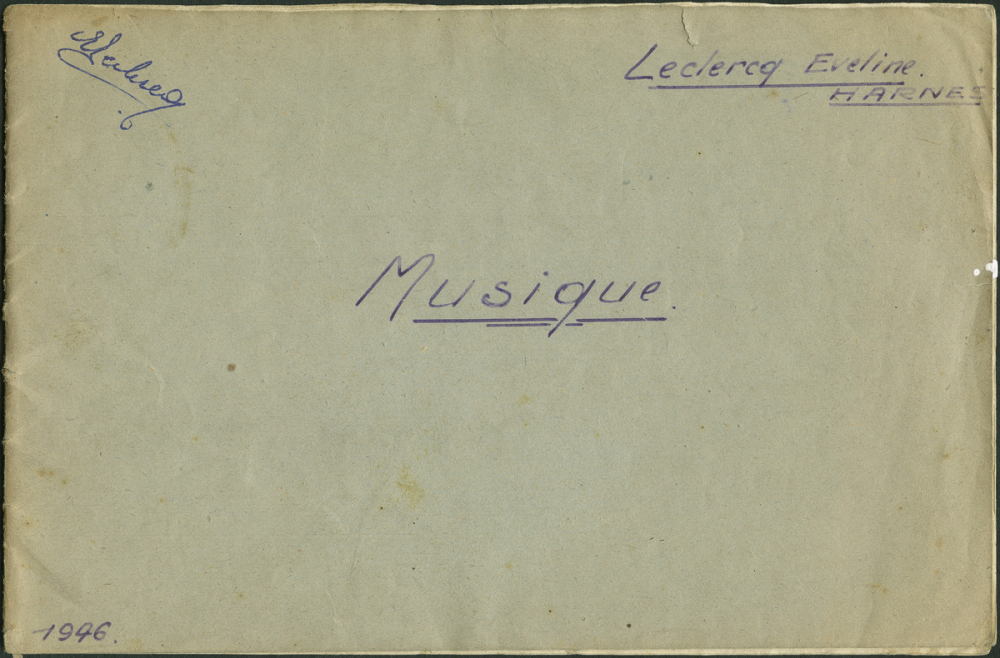 Leclercq Eveline.
HARNES
Musique.
1946.